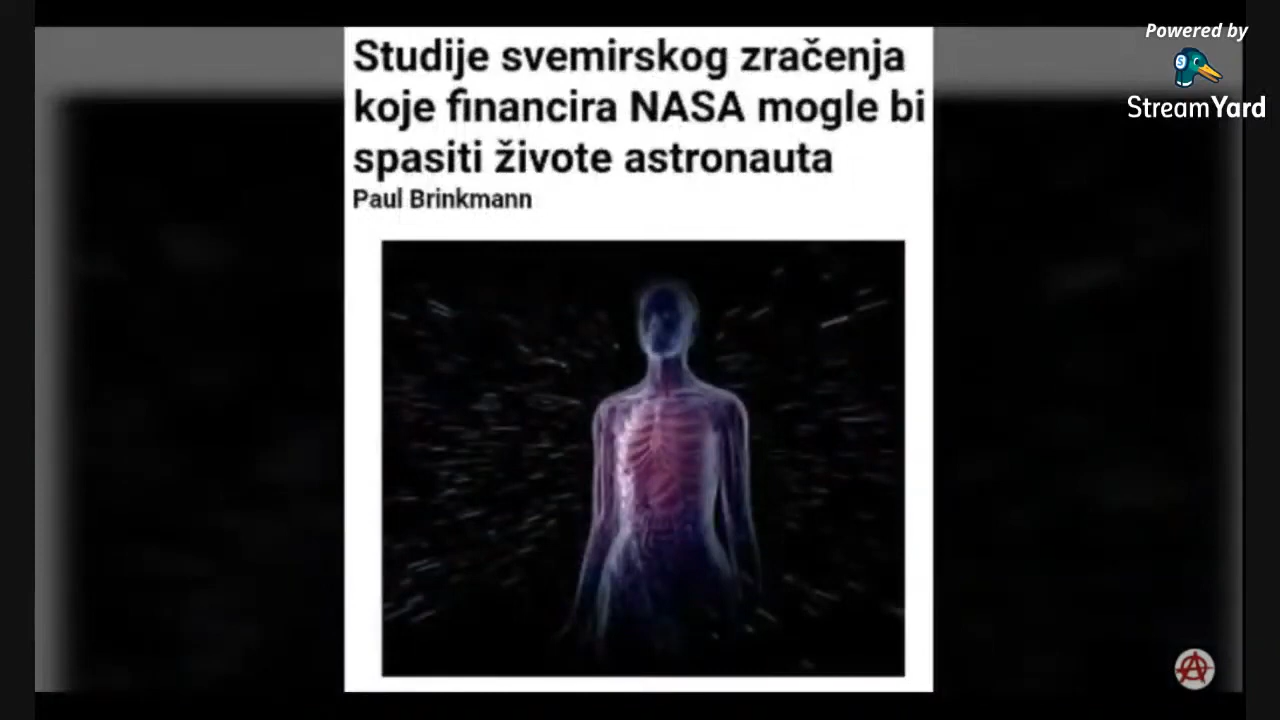 Studije svemirskog zračenja
koje financira NASA mogle bi
spasiti živote astronauta
Paul Brinkmann
Powered by
StreamYard